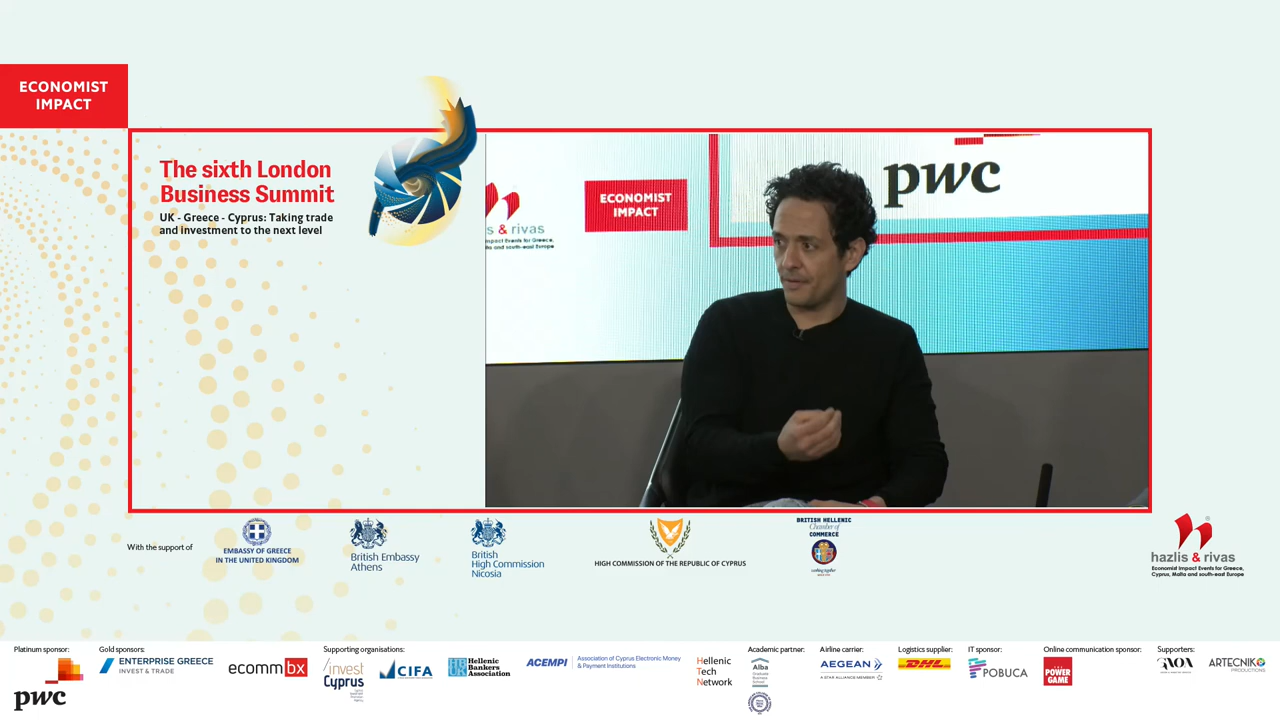 ECONOMIST
IMPACT
The sixth London
Business Summit
UK - Greece - Cyprus: Taking trade
and investment to the next level
ECONOMIST
IMPACT
pwc
s & rivas
With the support of
EMBASSY OF GREECE
IN THE UNITED KINGDOM
British Embassy
Athens
British
High Commission
Nicosia
HIGH COMMISSION OF THE REPUBLIC OF CYPRUS
BRITISH HELLENIC
Chamber of
COMMERCE
hazlis & rivas
Economist Impact Events for Greece,
Cyprus, Malta and south-east Europe
Platinum sponsor:
pwc
Gold sponsors:
ENTERPRISE GREECE
INVEST & TRADE
ecommbx
Supporting organisations:
invest
Cyprus
CIFA
Hellenic
Bankers
Association
ACEMPI
Association of Cyprus Electronic Money
& Payment Institutions
Hellenic
Tech
Network
Academic partner:
Alba
Graduate
Business
School
Airline carrier:
AEGEAN
A STAR ALLIANCE MEMBER
Logistics supplier:
DHL
IT sponsor:
POBUCA
Online communication sponsor:
POWER
GAME
Supporters:
ARTECNIKO
PRODUCTIONS